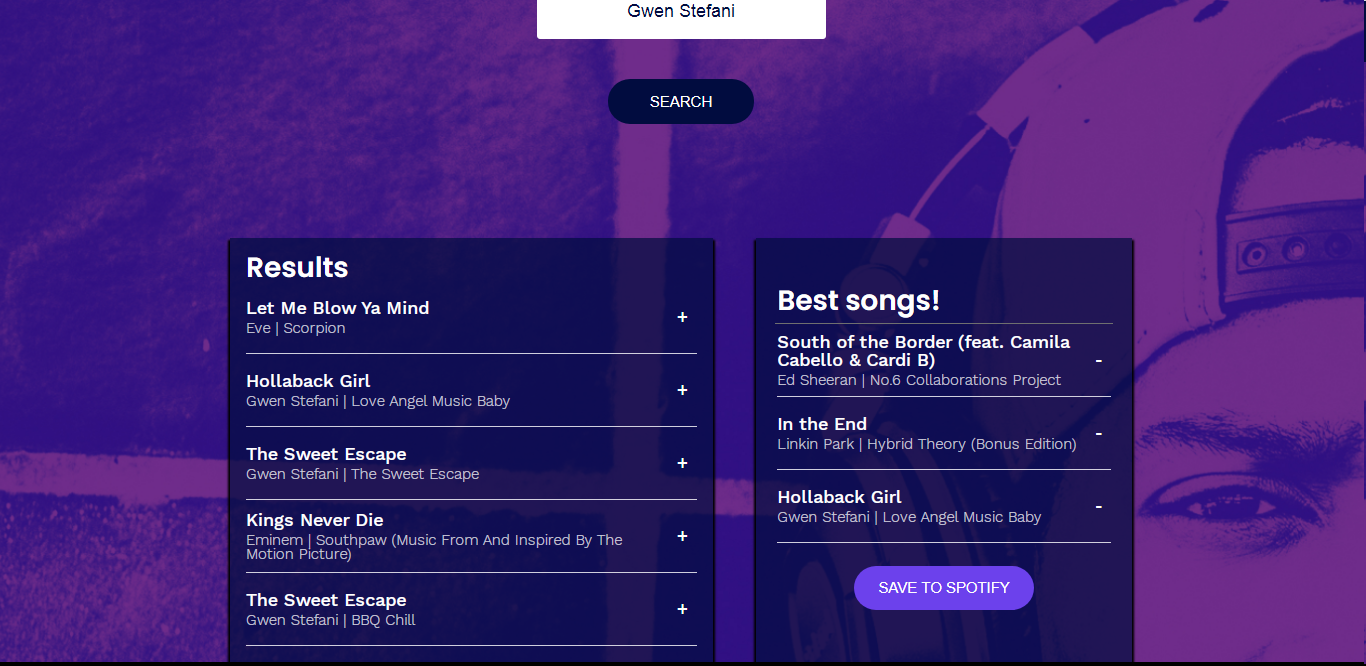 Gwen Stefani
SEARCH
Results
Let Me Blow Ya Mind
Eve | Scorpion
+
Hollaback Girl
Gwen Stefani | Love Angel Music Baby
+
The Sweet Escape
Gwen Stefani | The Sweet Escape
+
Kings Never Die
Eminem | Southpaw (Music From And Inspired By The
Motion Picture)
+
The Sweet Escape
Gwen Stefani | BBQ Chill
+
Best songs!
South of the Border (feat. Camila
Cabello & Cardi B)
Ed Sheeran | No.6 Collaborations Project
-
In the End
Linkin Park | Hybrid Theory (Bonus Edition)
-
Hollaback Girl
Gwen Stefani | Love Angel Music Baby
-
SAVE TO SPOTIFY